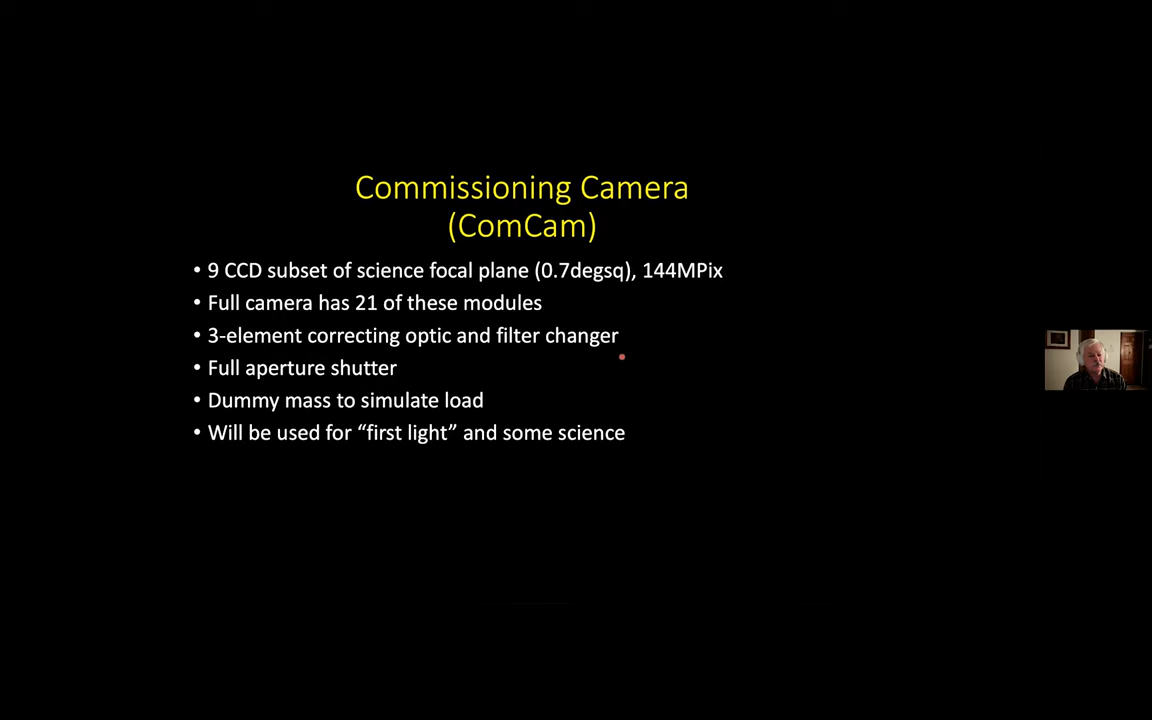 Commissioning Camera
(ComCam)
• 9 CCD subset of science focal plane (0.7degsq), 144MPix
• Full camera has 21 of these modules
• 3-element correcting optic and filter changer
• Full aperture shutter
• Dummy mass to simulate load
• Will be used for “first light” and some science